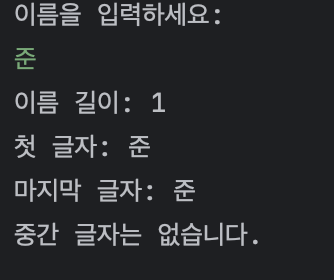 이름을 입력하세요:
준
이름 길이: 1
첫 글자: 준
마지막 글자: 준
중간 글자는 없습니다.